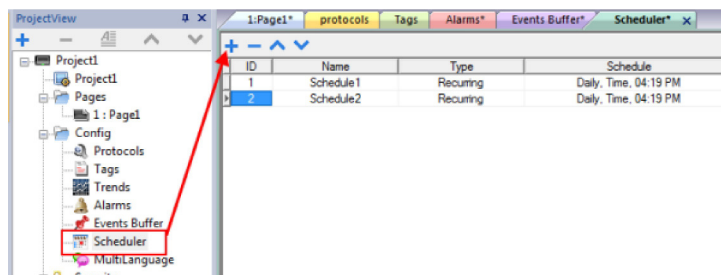 ProjectView
Project1
Project1
Pages
1 : Page1
Config
Protocols
Tags
Trends
Alarms
Events Buffer
Scheduler
MultiLanguage
1:Page1* protocols Tags Alarms* Events Buffer* Scheduler* x
ID Name Type Schedule
1 Schedule1 Recurring Daily, Time, 04:19 PM
2 Schedule2 Recurring Daily, Time, 04:19 PM